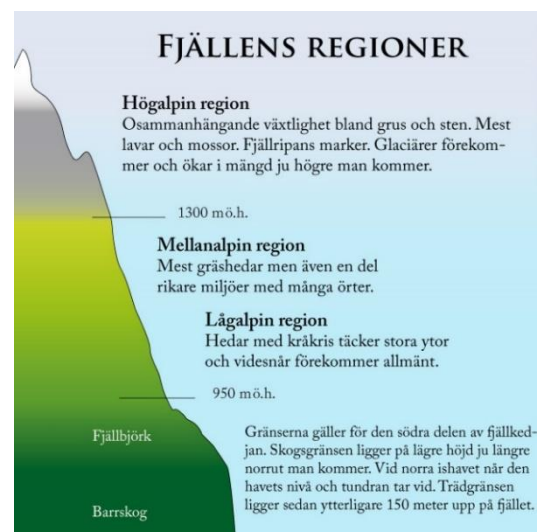 FJÄLLENS REGIONER
Högalpin region
Osammanhängande växtlighet bland grus och sten. Mest
lavar och mossor. Fjällripans marker. Glaciärer förekom-
mer och ökar i mängd ju högre man kommer.
1300 mö.h.
Mellanalpin region
Mest gräshedar men även en del
rikare miljöer med många örter.
Lågalpin region
Hedar med kråkris täcker stora ytor
och videsnår förekommer allmänt.
950 mö.h.
Fjällbjörk
Gränserna gäller för den södra delen av fjällked-
jan. Skogsgränsen ligger på lägre höjd ju längre
norrut man kommer. Vid norra ishavet når den
havets nivå och tundran tar vid. Trädgränsen
ligger sedan ytterligare 150 meter upp på fjället.
Barrskog